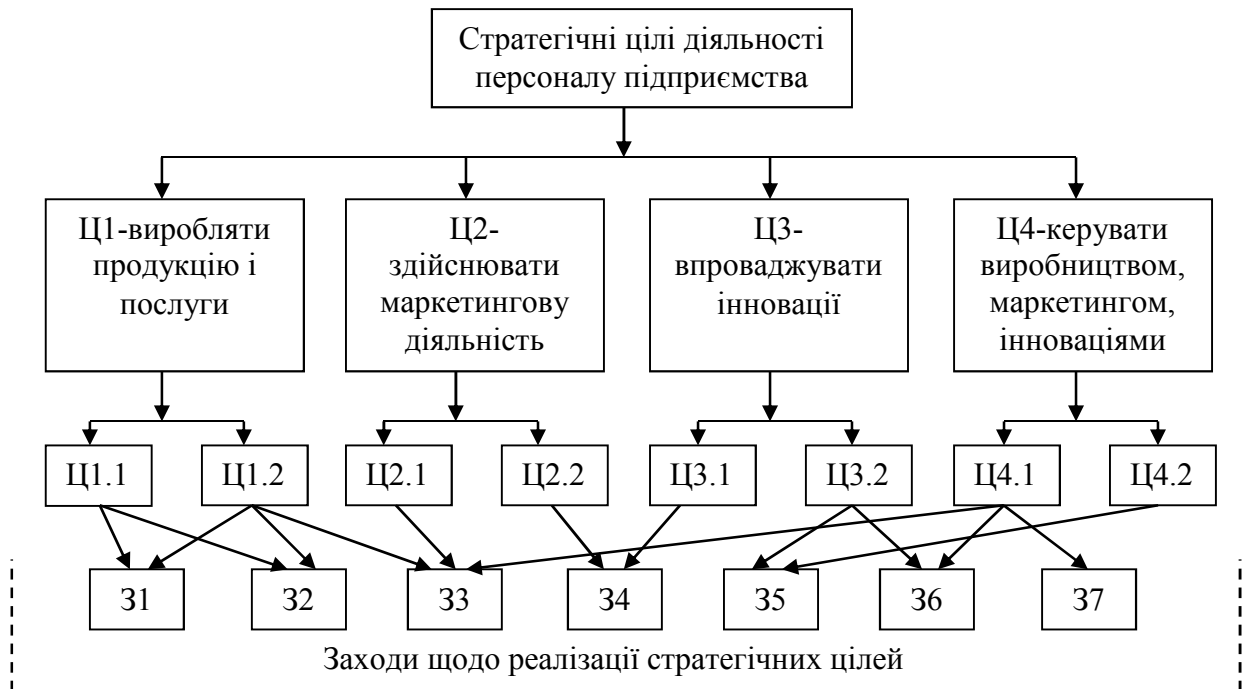 Стратегічні цілі діяльності
персоналу підприємства
Ц1-виробляти
продукцію і
послуги
Ц2-
здійснювати
маркетингову
діяльність
Ц3-
впроваджувати
інновації
Ц4-керувати
виробництвом,
маркетингом,
інноваціями
Ц1.1
Ц1.2
Ц2.1
Ц2.2
Ц3.1
Ц3.2
Ц4.1
Ц4.2
З1
З2
З3
З4
З5
З6
З7
Заходи щодо реалізації стратегічних цілей